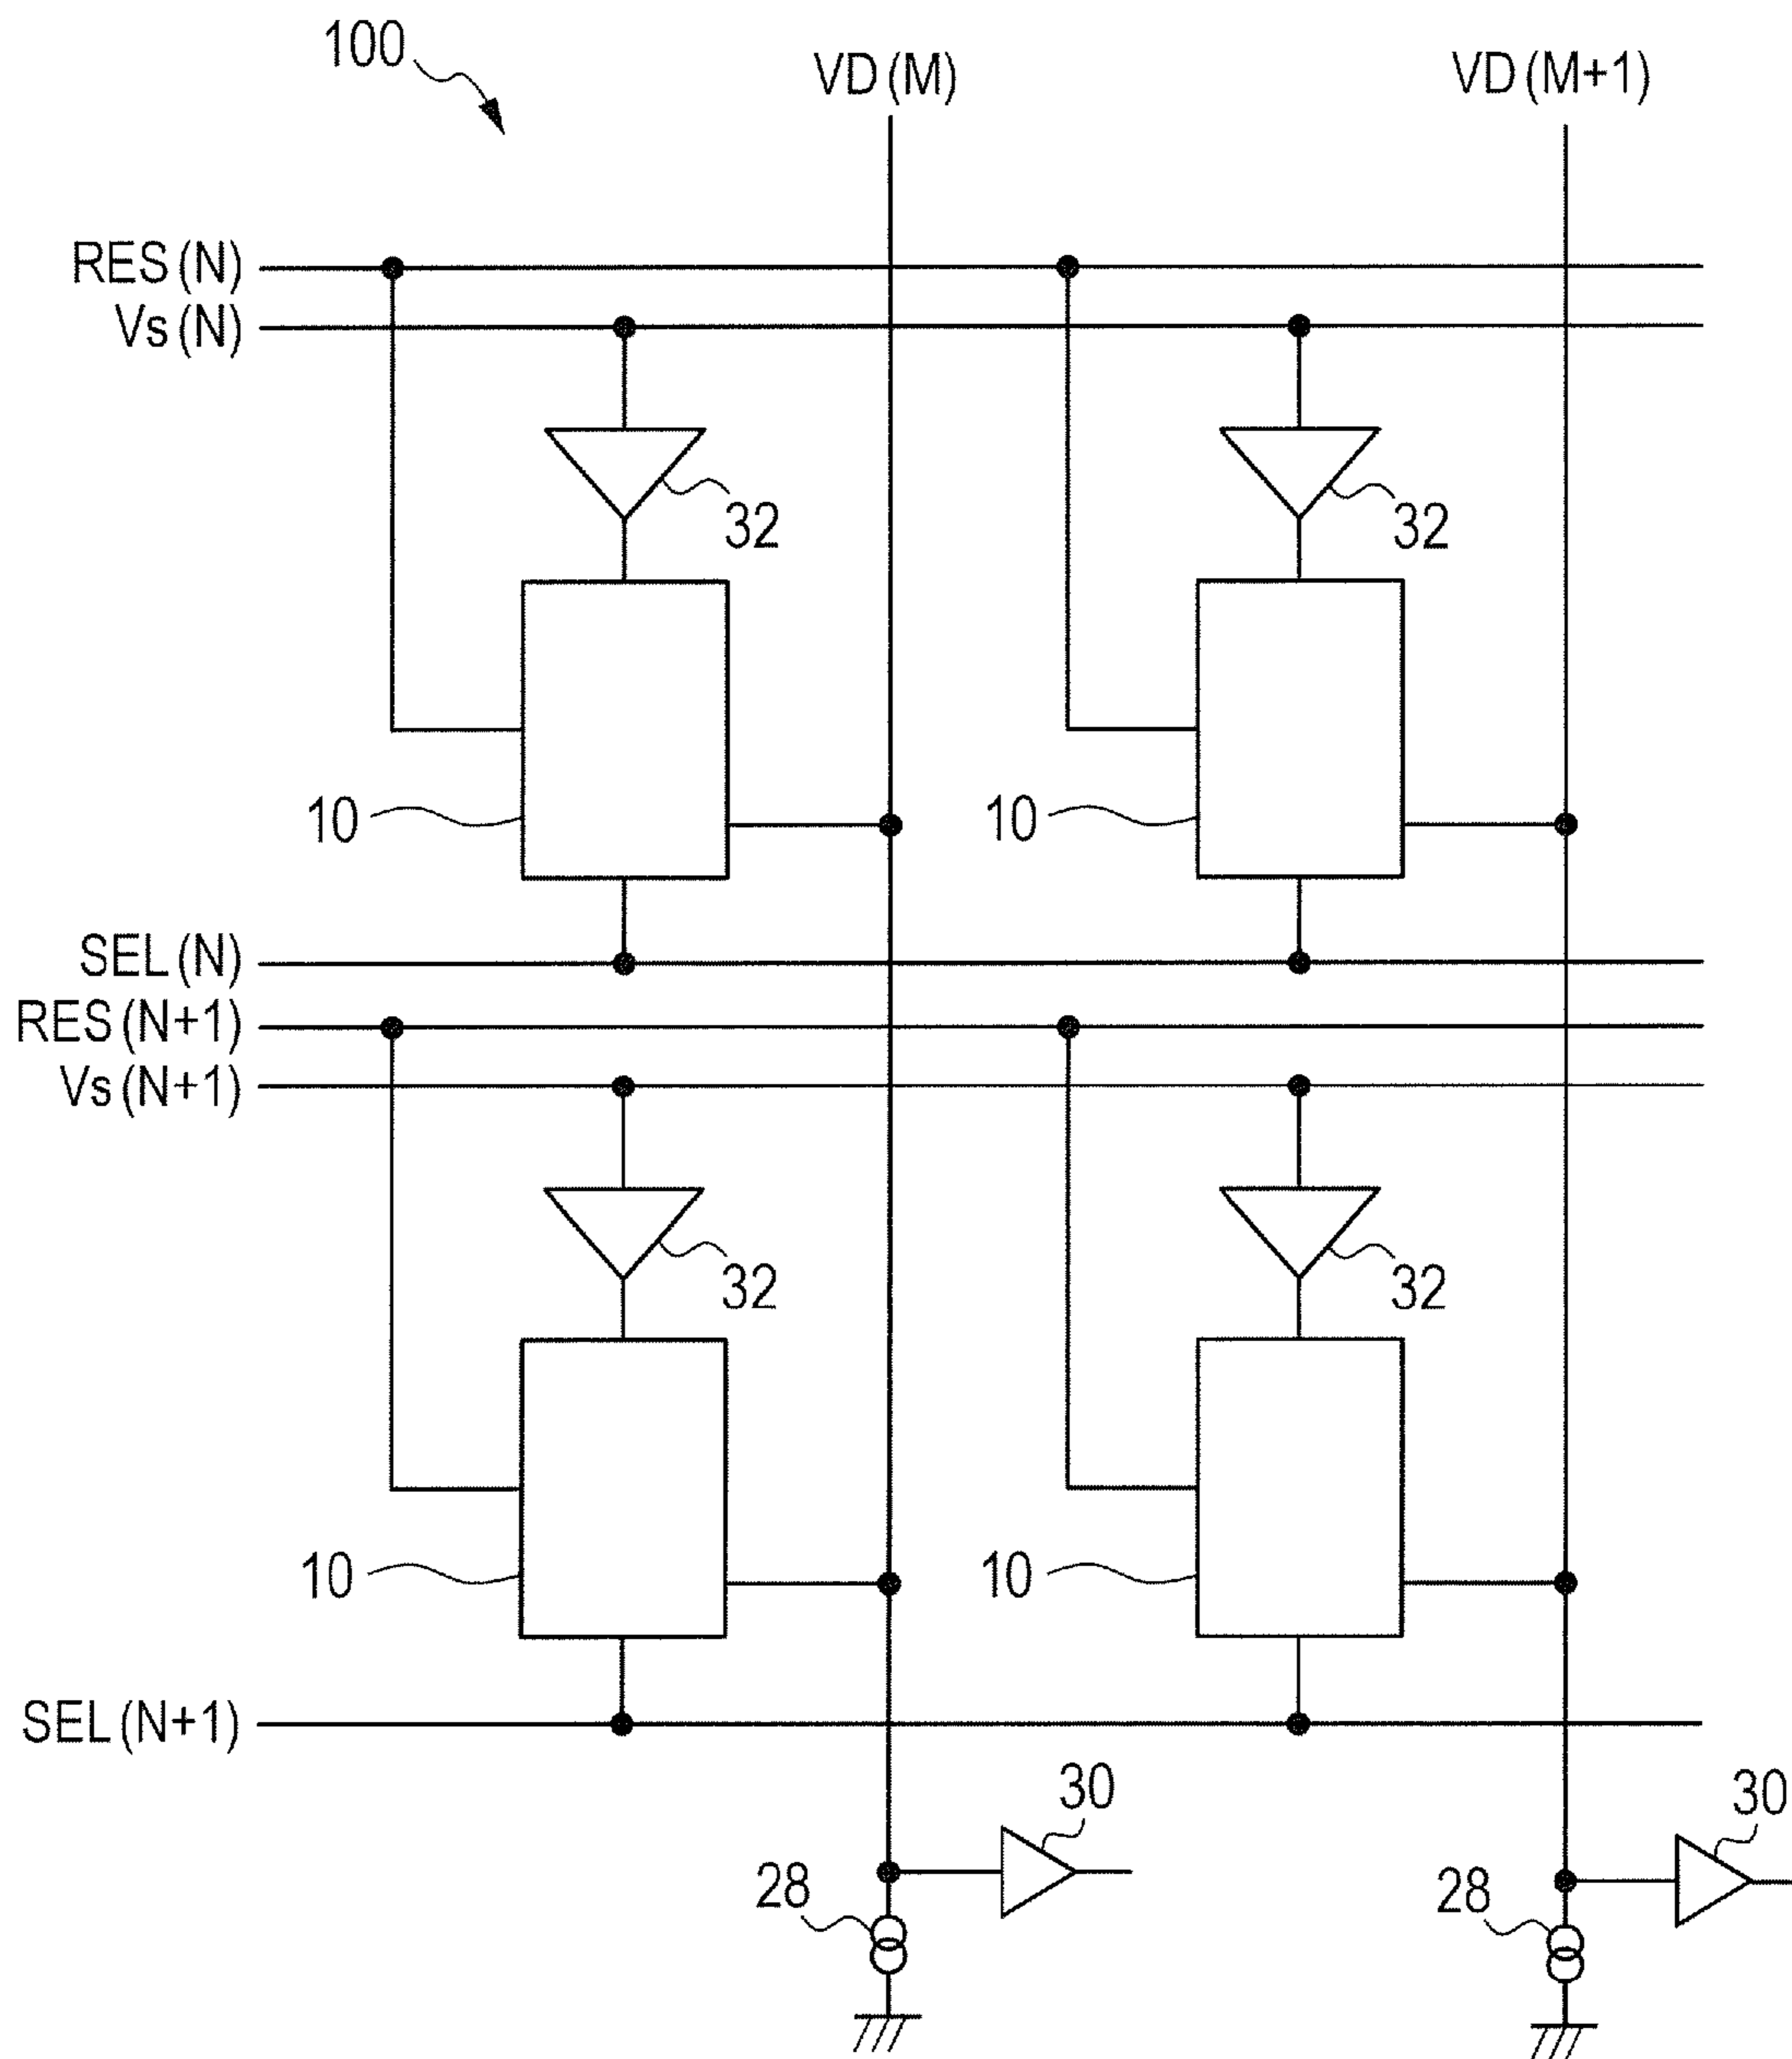 100
VD(M)
VD(M+1)
RES(N)
Vs(N)
32
32
10
10
SEL(N)
RES(N+1)
Vs(N+1)
32
32
10
10
SEL(N+1)
30
30
28
28